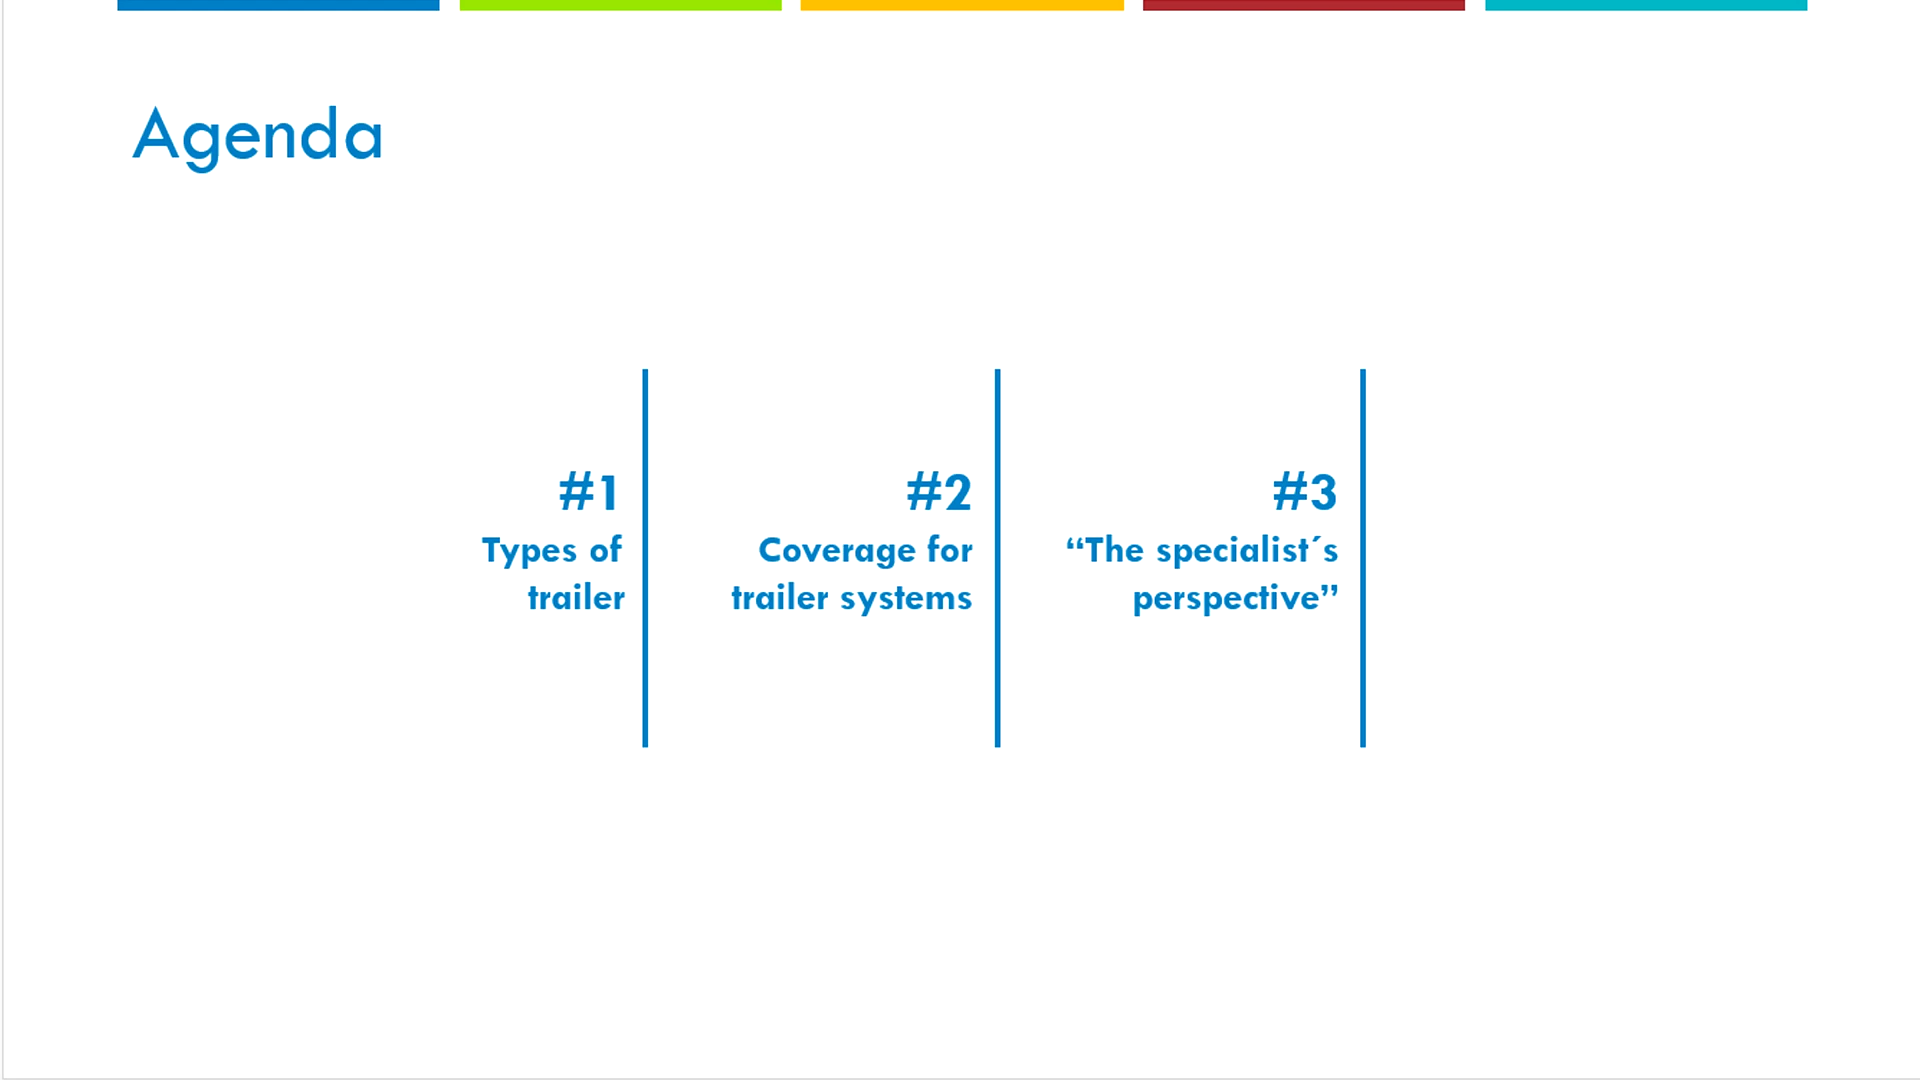 Agenda
#1
Types of
trailer
#2
Coverage for
trailer systems
#3
“The specialist´s
perspective”